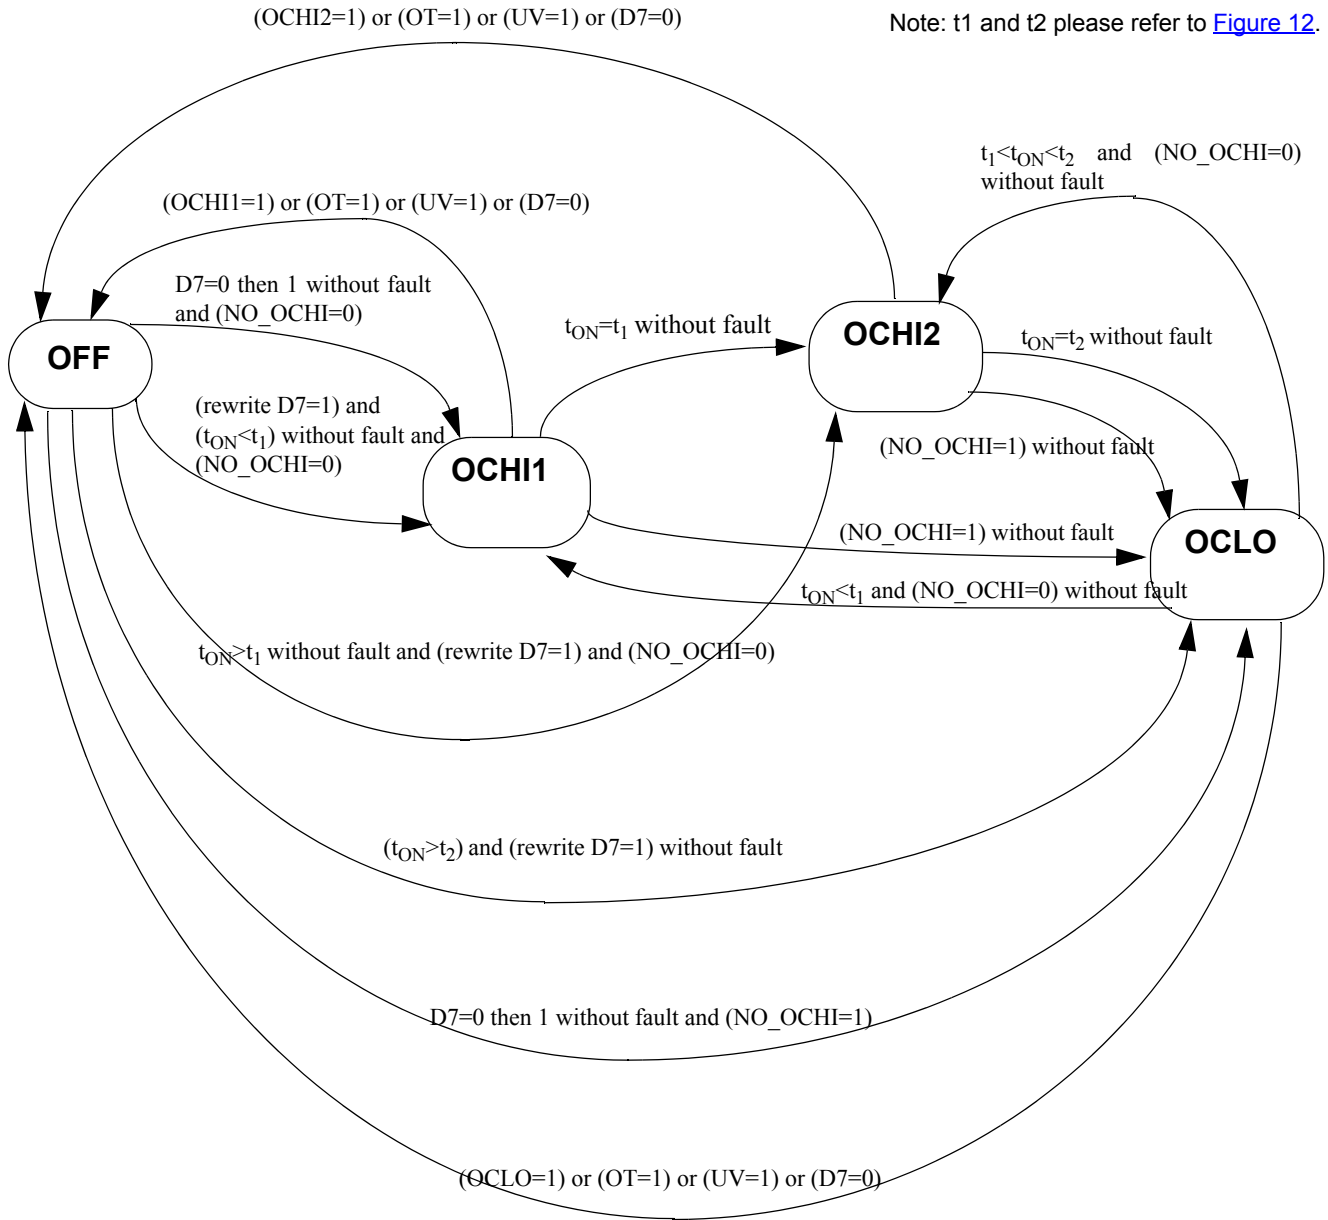 (OCHI2=1) or (OT=1) or (UV=1) or (D7=0)
Note: t1 and t2 please refer to Figure 12.
t1<tON<t2 and (NO_OCHI=0)
without fault
(OCHI1=1) or (OT=1) or (UV=1) or (D7=0)
D7=0 then 1 without fault
and (NO_OCHI=0)
tON=t1 without fault
OCHI2
tON=t2 without fault
OFF
(rewrite D7=1) and
(tON<t1) without fault and
(NO_OCHI=0)
(NO_OCHI=1) without fault
OCHI1
(NO_OCHI=1) without fault
OCLO
tON<t1 and (NO_OCHI=0) without fault
tON>t1 without fault and (rewrite D7=1) and (NO_OCHI=0)
(tON>t2) and (rewrite D7=1) without fault
D7=0 then 1 without fault and (NO_OCHI=1)
(OCLO=1) or (OT=1) or (UV=1) or (D7=0)